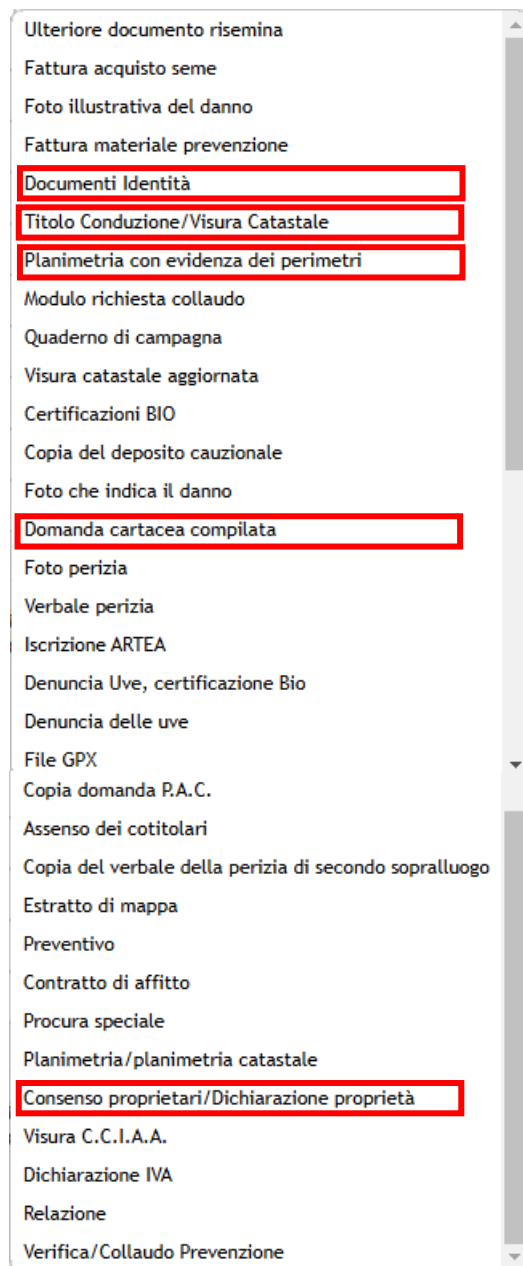 Ulteriore documento risemina
Fattura acquisto seme
Foto illustrativa del danno
Fattura materiale prevenzione
Documenti Identità
Titolo Conduzione/Visura Catastale
Planimetria con evidenza dei perimetri
Modulo richiesta collaudo
Quaderno di campagna
Visura catastale aggiornata
Certificazioni BIO
Copia del deposito cauzionale
Foto che indica il danno
Domanda cartacea compilata
Foto perizia
Verbale perizia
Iscrizione ARTEA
Denuncia Uve, certificazione Bio
Denuncia delle uve
File GPX
Copia domanda P.A.C.
Assenso dei cotitolari
Copia del verbale della perizia di secondo sopralluogo
Estratto di mappa
Preventivo
Contratto di affitto
Procura speciale
Planimetria/planimetria catastale
Consenso proprietari/Dichiarazione proprietà
Visura C.C.I.A.A.
Dichiarazione IVA
Relazione
Verifica/Collaudo Prevenzione